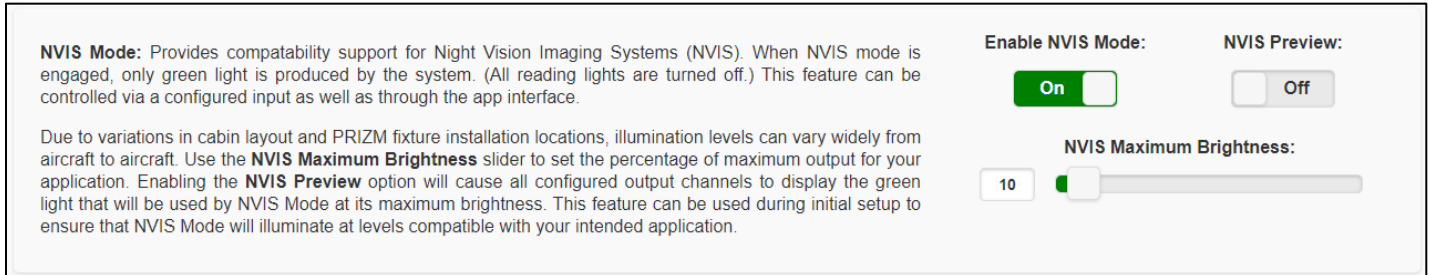 NVIS Mode: Provides compatability support for Night Vision Imaging Systems (NVIS). When NVIS mode is
engaged, only green light is produced by the system. (All reading lights are turned off.) This feature can be
controlled via a configured input as well as through the app interface.
Due to variations in cabin layout and PRIZM fixture installation locations, illumination levels can vary widely from
aircraft to aircraft. Use the NVIS Maximum Brightness slider to set the percentage of maximum output for your
application. Enabling the NVIS Preview option will cause all configured output channels to display the green
light that will be used by NVIS Mode at its maximum brightness. This feature can be used during initial setup to
ensure that NVIS Mode will illuminate at levels compatible with your intended application.
Enable NVIS Mode:
On
NVIS Preview:
Off
NVIS Maximum Brightness:
10